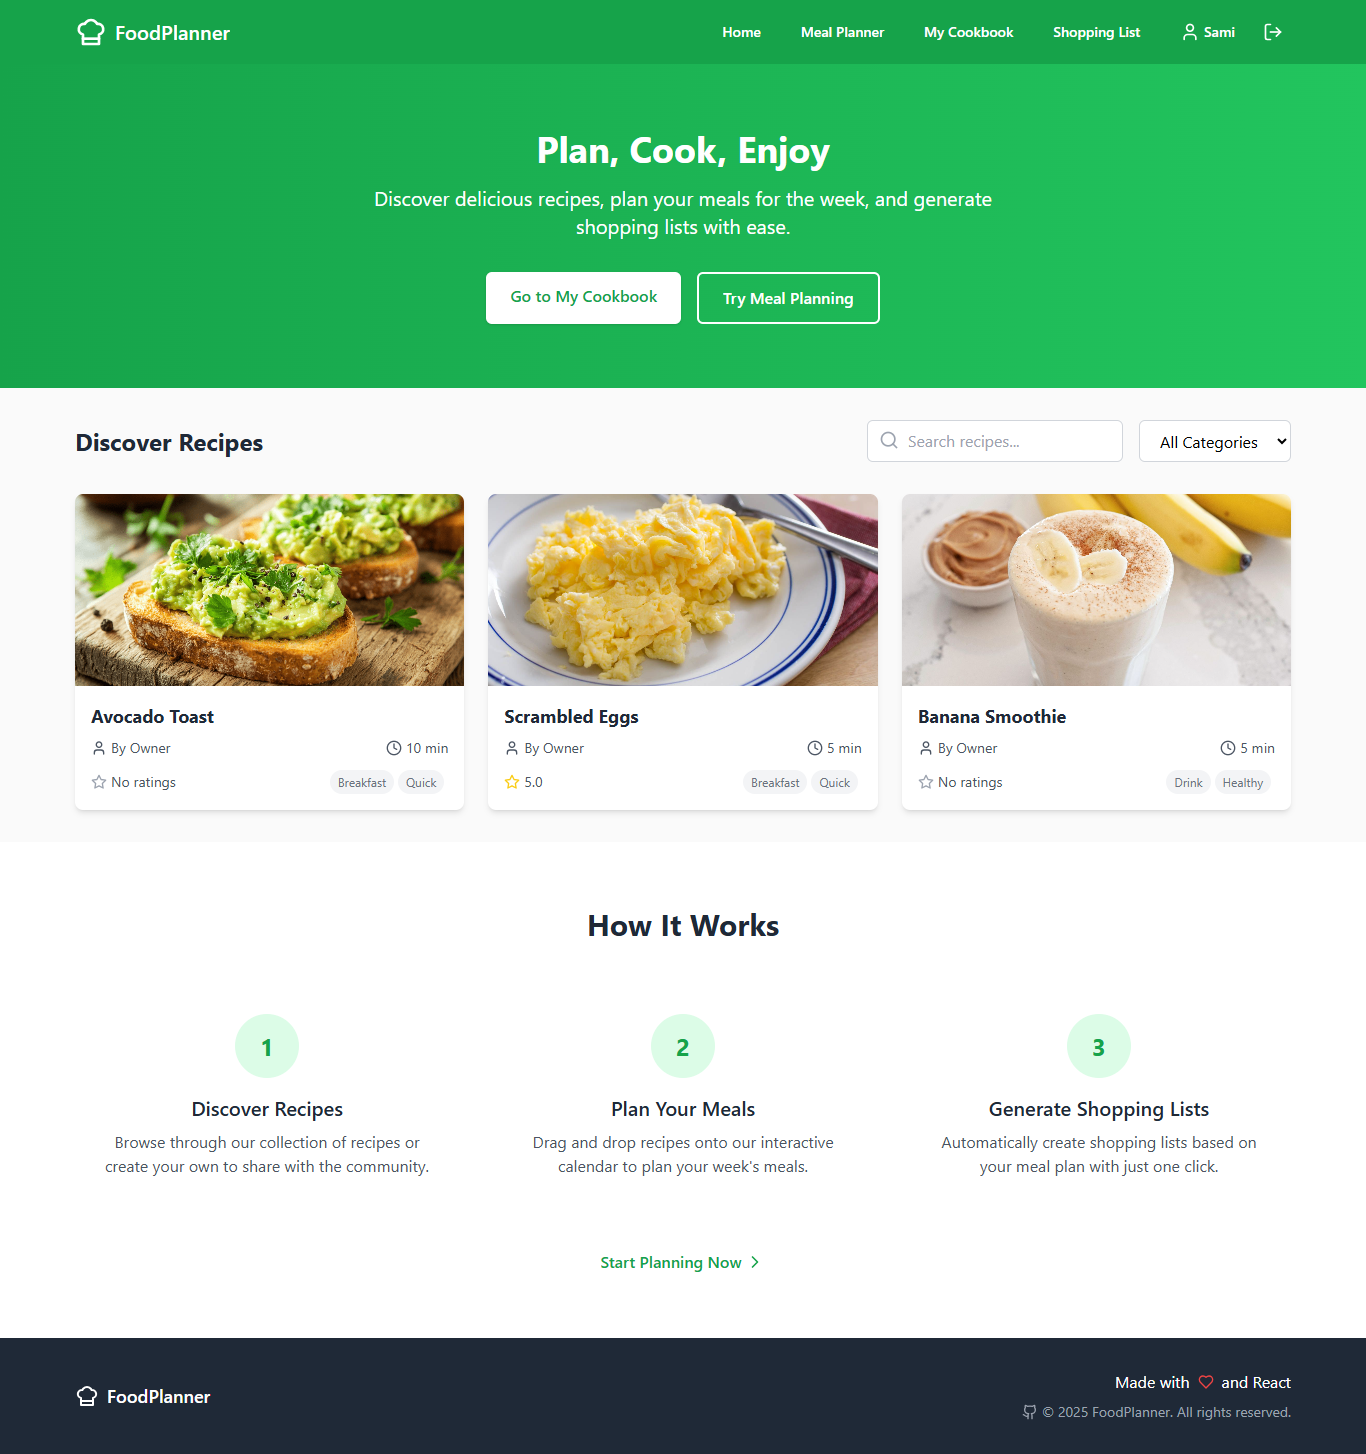 FoodPlanner
Home
Meal Planner
My Cookbook
Shopping List
Sami
Plan, Cook, Enjoy
Discover delicious recipes, plan your meals for the week, and generate
shopping lists with ease.
Go to My Cookbook
Try Meal Planning
Discover Recipes
Search recipes...
All Categories
Avocado Toast
By Owner
10 min
No ratings
Breakfast
Quick
Scrambled Eggs
By Owner
5 min
5.0
Breakfast
Quick
Banana Smoothie
By Owner
5 min
No ratings
Drink
Healthy
How It Works
1
Discover Recipes
Browse through our collection of recipes or
create your own to share with the community.
2
Plan Your Meals
Drag and drop recipes onto our interactive
calendar to plan your week's meals.
3
Generate Shopping Lists
Automatically create shopping lists based on
your meal plan with just one click.
Start Planning Now
FoodPlanner
Made with and React
© 2025 FoodPlanner. All rights reserved.